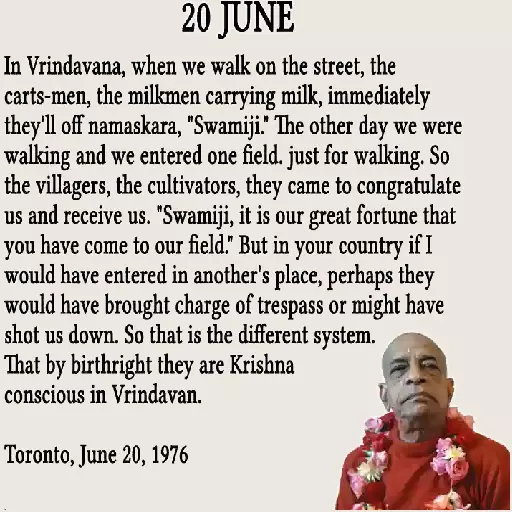 20 JUNE
In Vrindavana, when we walk on the street, the
carts-men, the milkmen carrying milk, immediately
they'll off namaskara, "Swamiji." The other day we were
walking and we entered one field. just for walking. So
the villagers, the cultivators, they came to congratulate
us and receive us. "Swamiji, it is our great fortune that
you have come to our field." But in your country if I
would have entered in another's place, perhaps they
would have brought charge of trespass or might have
shot us down. So that is the different system.
That by birthright they are Krishna
conscious in Vrindavan.
Toronto, June 20, 1976